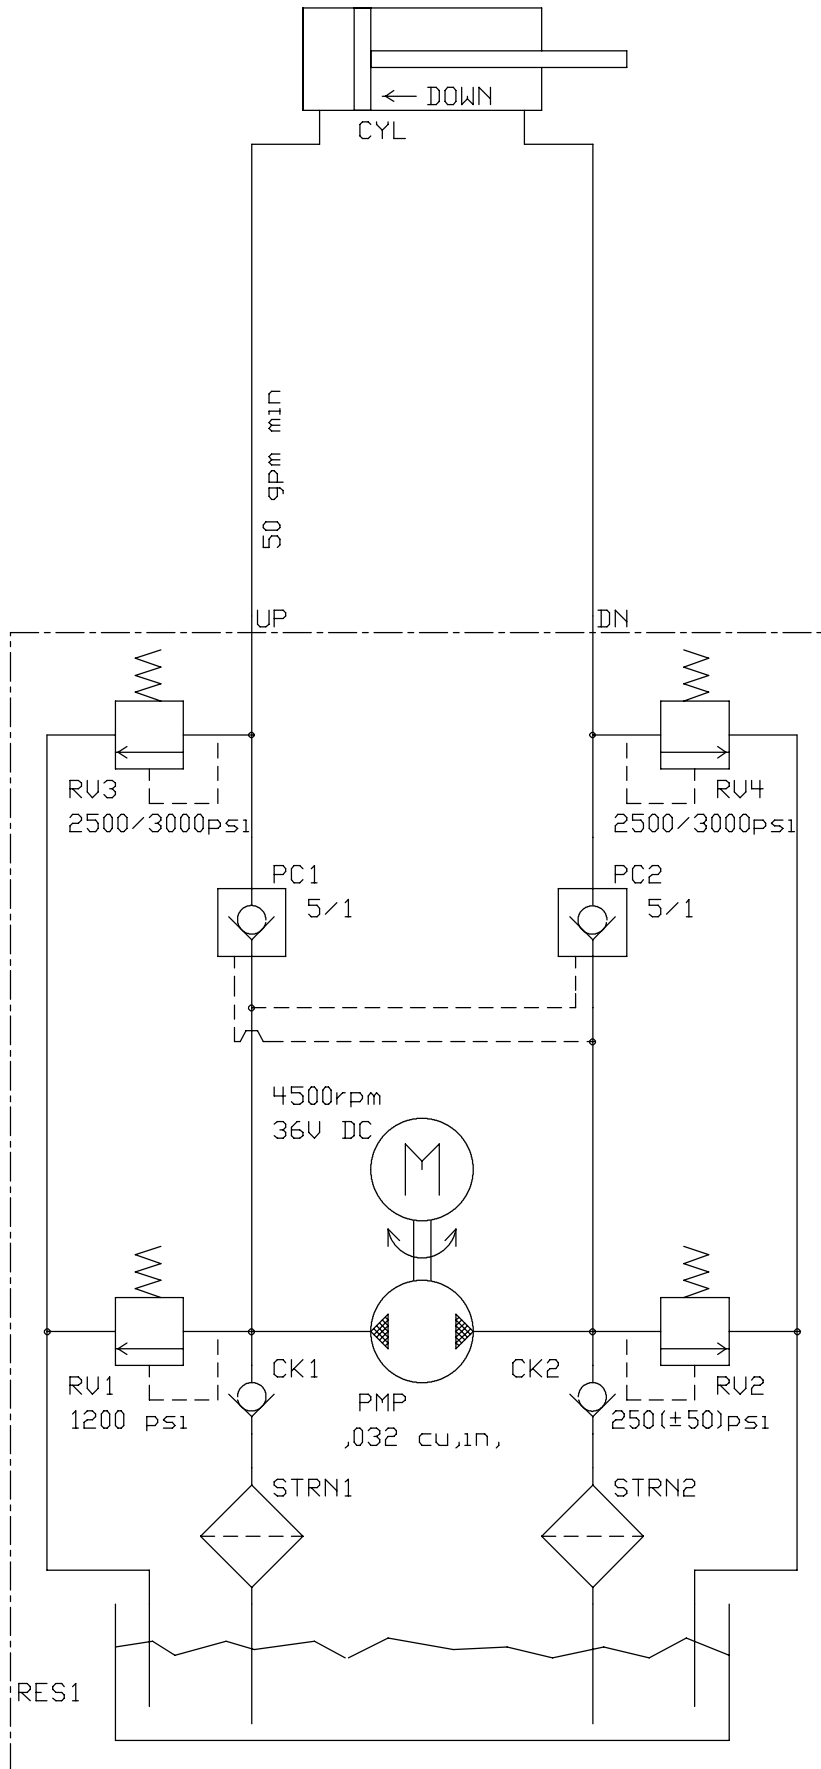 DOWN
CYL
50 gpm min
UP
DN
RV3
2500/3000psi
RV4
2500/3000psi
PC1
5/1
PC2
5/1
4500rpm
36V DC
M
RV1
1200 psi
CK1
PMP
,032 cu,in,
CK2
RV2
250(±50)psi
STRN1
STRN2
RES1